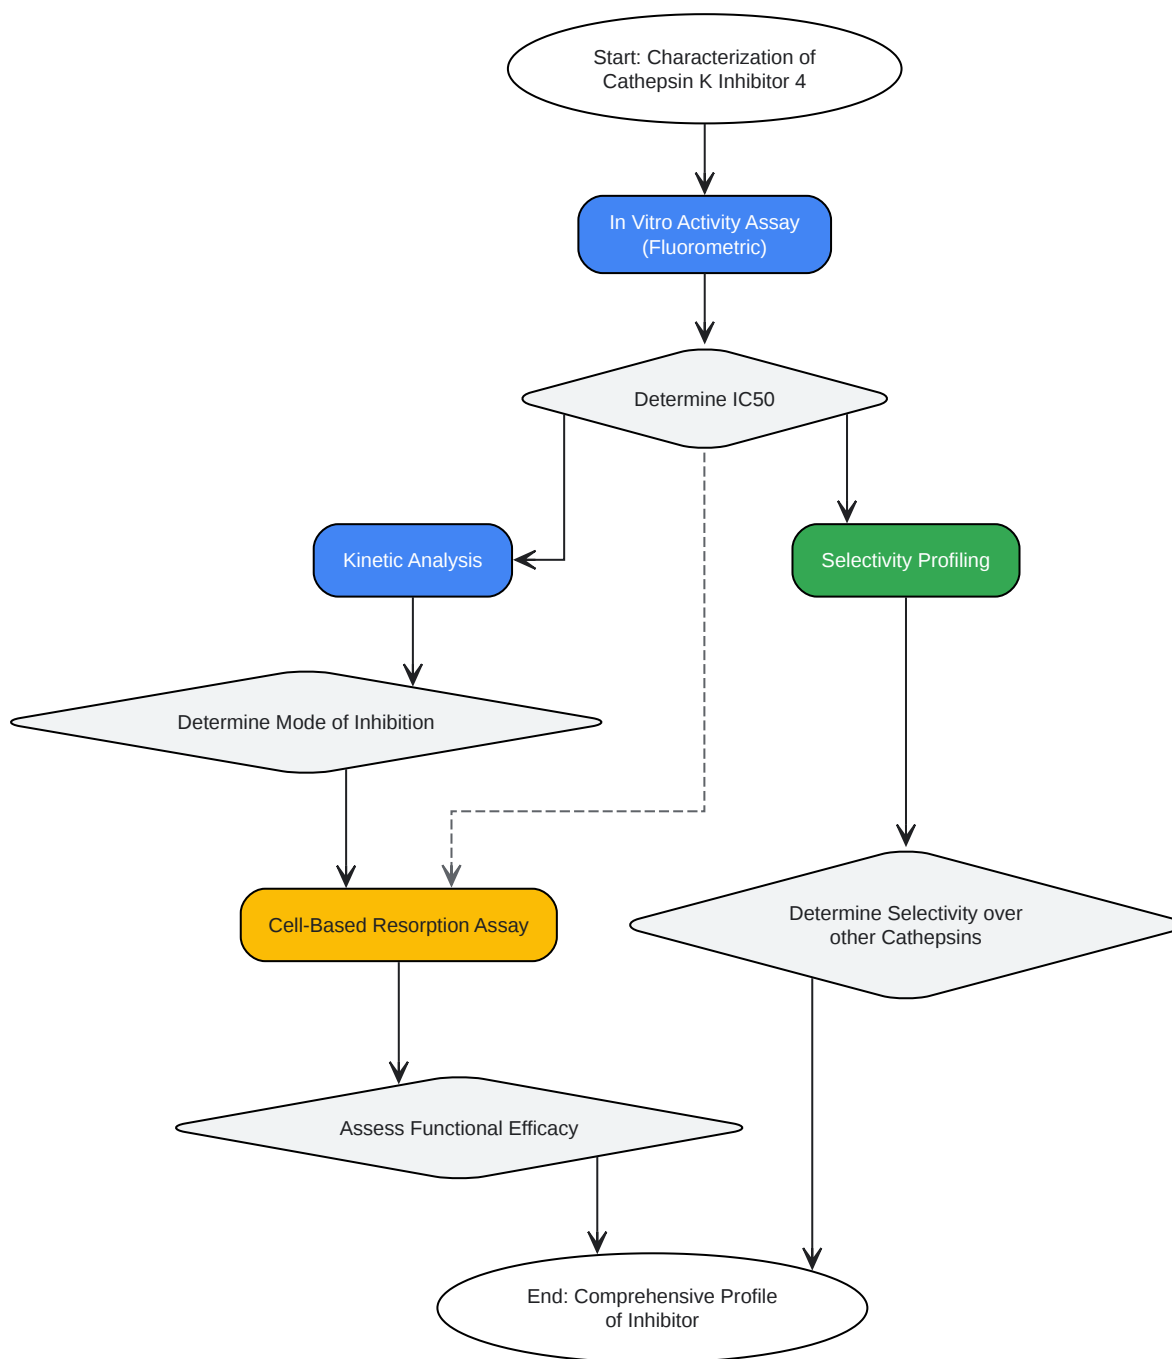 Start: Characterization of
Cathepsin K Inhibitor 4
In Vitro Activity Assay
(Fluorometric)
Determine IC50
Kinetic Analysis
Selectivity Profiling
Determine Mode of Inhibition
Cell-Based Resorption Assay
Determine Selectivity over
other Cathepsins
Assess Functional Efficacy
End: Comprehensive Profile
of Inhibitor